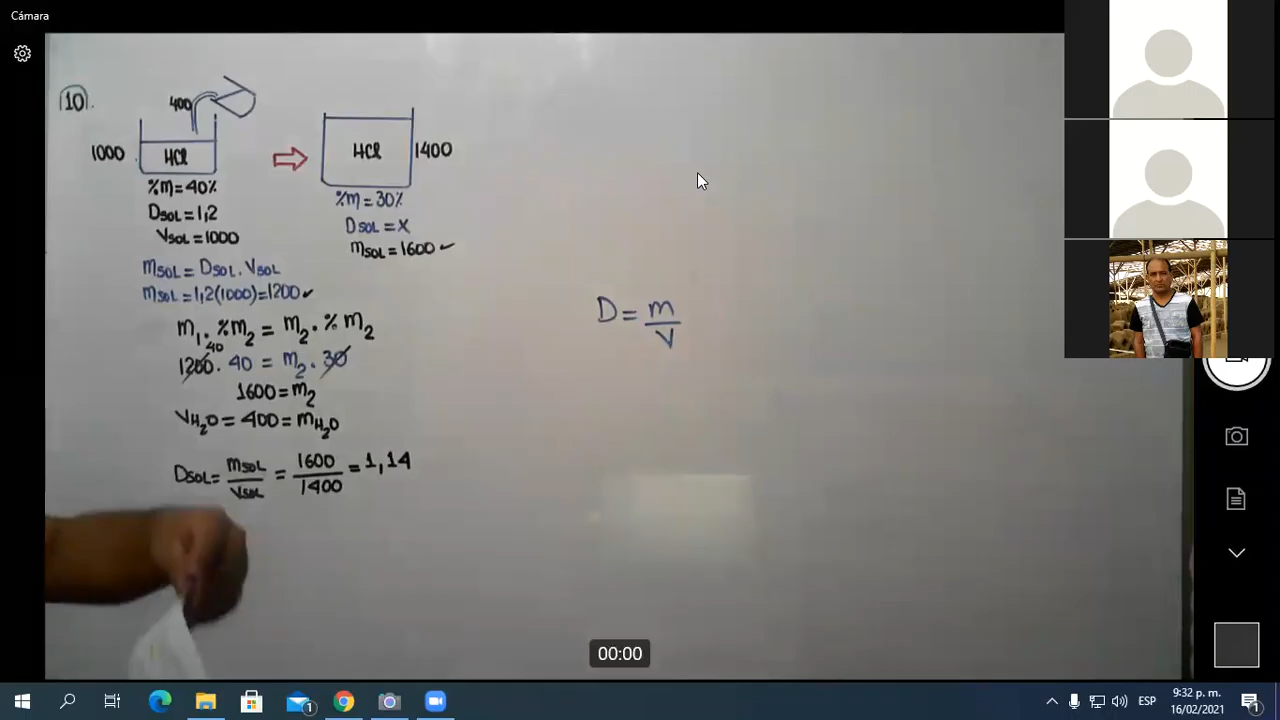 Cámara
10.
400
1000
HCl
HCl
1400
%m=40%
DSOL=1,2
VSOL=1000
%m=30%
DSOL=X
mSOL=1600
mSOL=DSOL.VSOL
mSOL=1,2(1000)=1200
m1.%m2=m2.%m2
40
1200.40=m2.30
1600=m2
VH2O=400=mH2O
DSOL=mSOL/VSOL=1600/1400=1,14
D=m/V
00:00
1
ESP
9:32 p. m.
16/02/2021
1